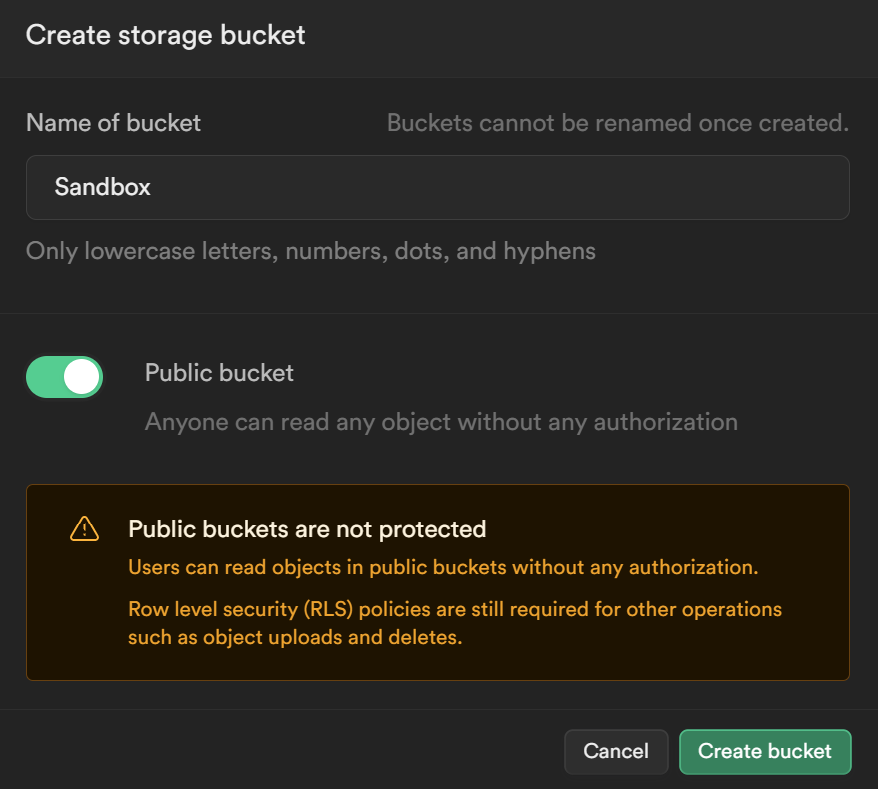 Create storage bucket
Name of bucket
Buckets cannot be renamed once created.
Sandbox
Only lowercase letters, numbers, dots, and hyphens
Public bucket
Anyone can read any object without any authorization
Public buckets are not protected
Users can read objects in public buckets without any authorization.
Row level security (RLS) policies are still required for other operations
such as object uploads and deletes.
Cancel
Create bucket